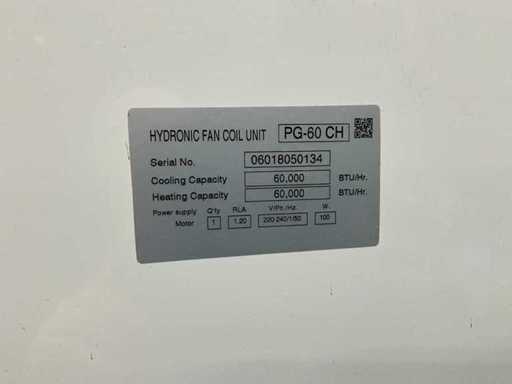 HYDRONIC FAN COIL UNIT PG-60 CH
Serial No. 06018050134
Cooling Capacity 60,000 BTU/Hr.
Heating Capacity 60,000 BTU/Hr.
Power supply Q'ty RLA V/Ph./Hz. W.
Motor 1 1.20 220-240/1/50 100